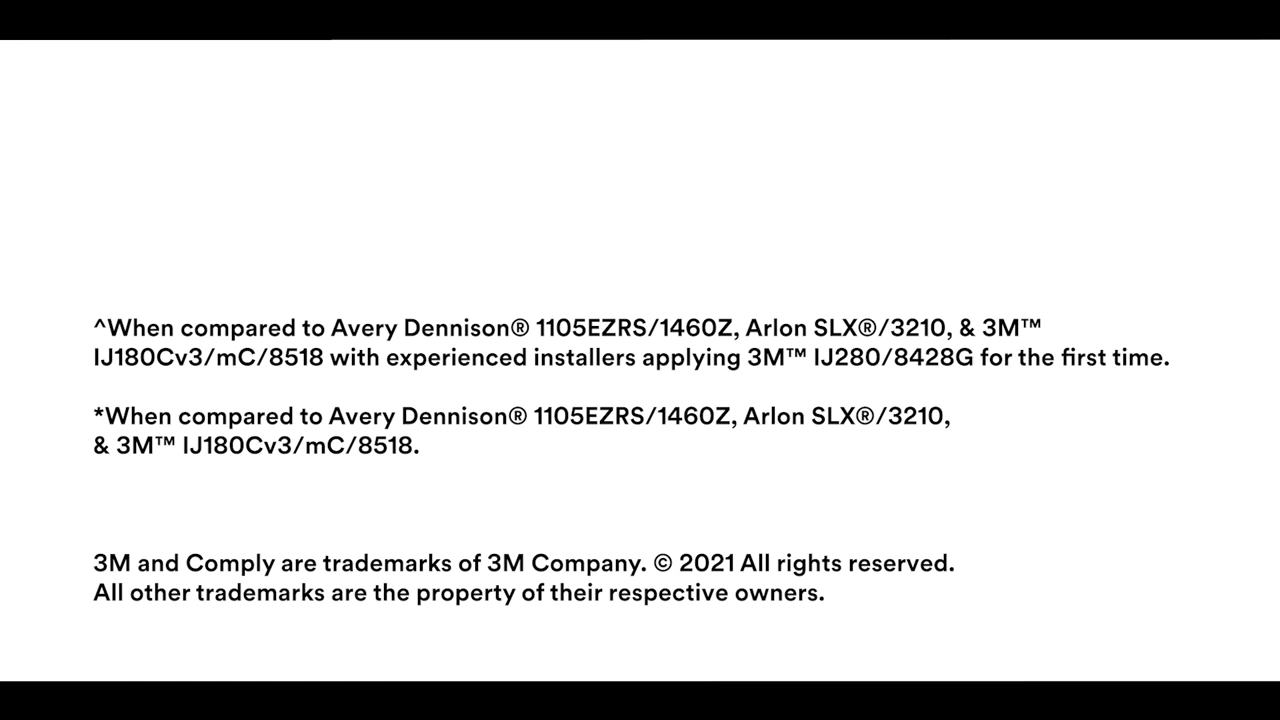 ^When compared to Avery Dennison® 1105EZRS/1460Z, Arlon SLX®/3210, & 3M™
IJ180Cv3/mC/8518 with experienced installers applying 3M™ IJ280/8428G for the first time.
*When compared to Avery Dennison® 1105EZRS/1460Z, Arlon SLX®/3210,
& 3M™ IJ180Cv3/mC/8518.
3M and Comply are trademarks of 3M Company. © 2021 All rights reserved.
All other trademarks are the property of their respective owners.